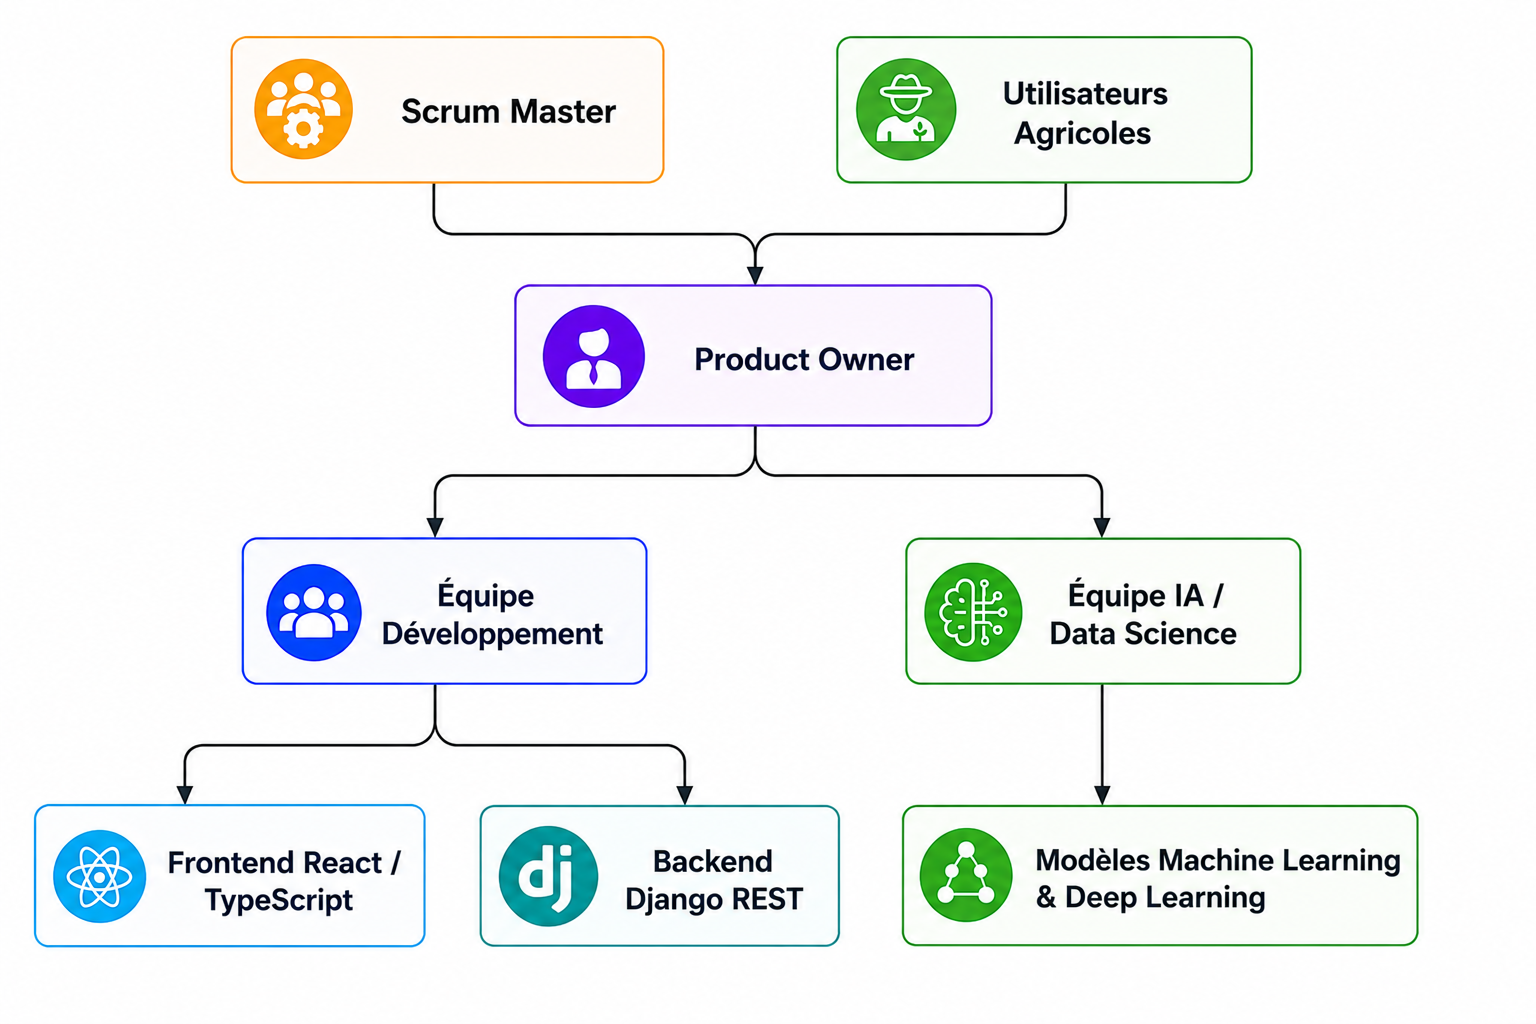 Scrum Master
Utilisateurs
Agricoles
Product Owner
Équipe
Développement
Équipe IA /
Data Science
Frontend React /
TypeScript
dj
Backend
Django REST
Modèles Machine Learning
& Deep Learning